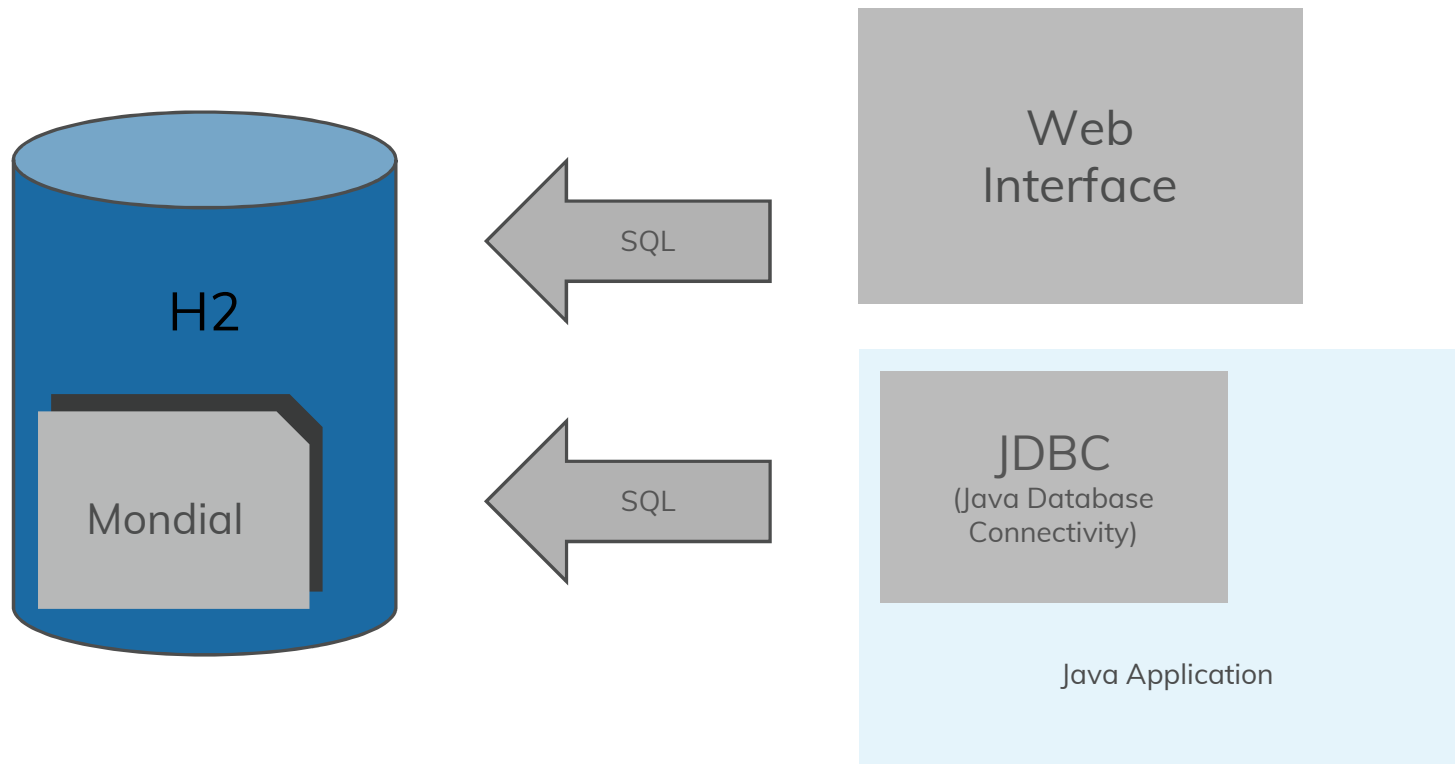 Web
Interface
SQL
H2
Mondial
SQL
JDBC
(Java Database
Connectivity)
Java Application